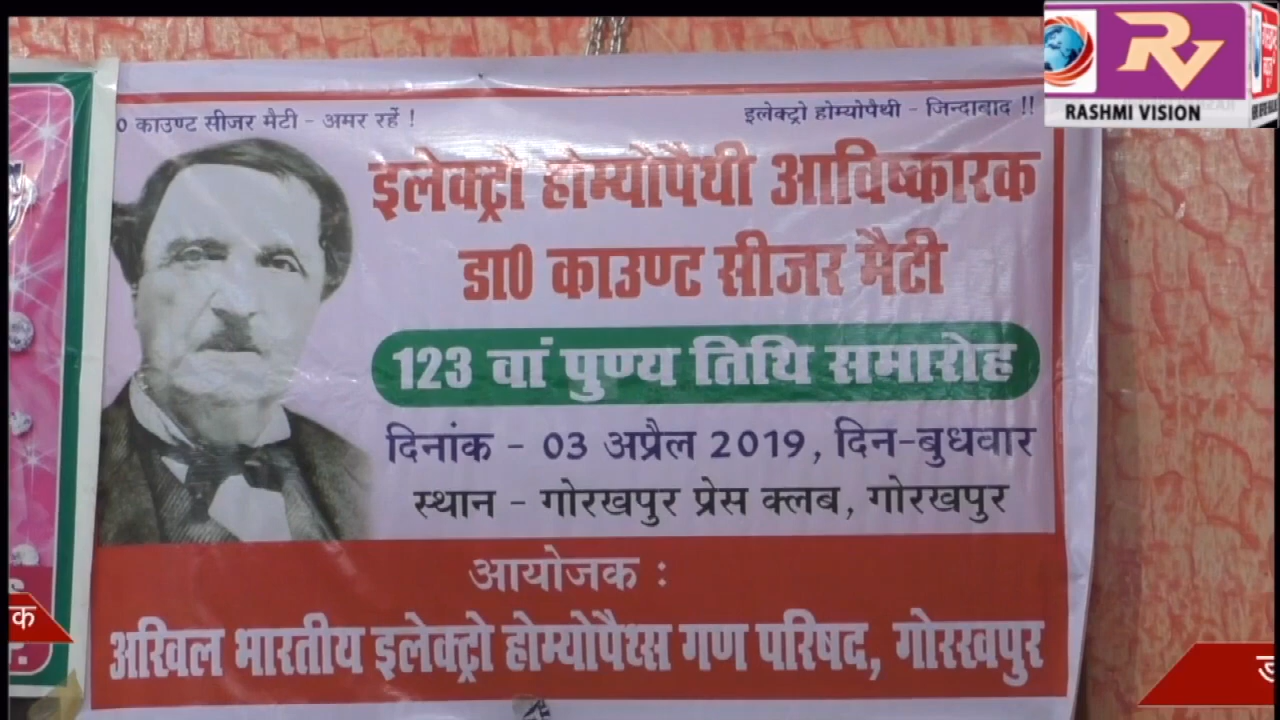 RV
RASHMI VISION
0 काउण्ट सीजर मैटी - अमर रहें !
इलेक्ट्रो होम्योपैथी - जिन्दाबाद !!
इलेक्ट्रो होम्योपैथी आविष्कारक
डा0 काउण्ट सीजर मैटी
123 वां पुण्य तिथि समारोह
दिनांक - 03 अप्रैल 2019, दिन-बुधवार
स्थान - गोरखपुर प्रेस क्लब, गोरखपुर
आयोजक :
अखिल भारतीय इलेक्ट्रो होम्योपैथ्स गण परिषद, गोरखपुर
क